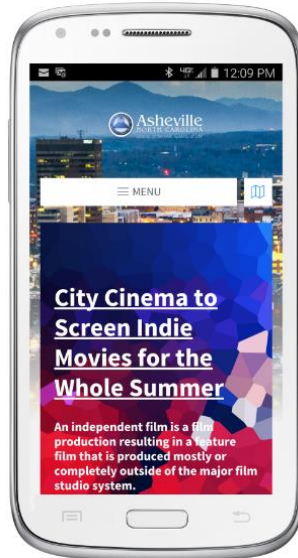 4G LTE 12:09 PM
Asheville
NORTH CAROLINA
MENU
City Cinema to
Screen Indie
Movies for the
Whole Summer
An independent film is a film
production resulting in a feature
film that is produced mostly or
completely outside of the major film
studio system.